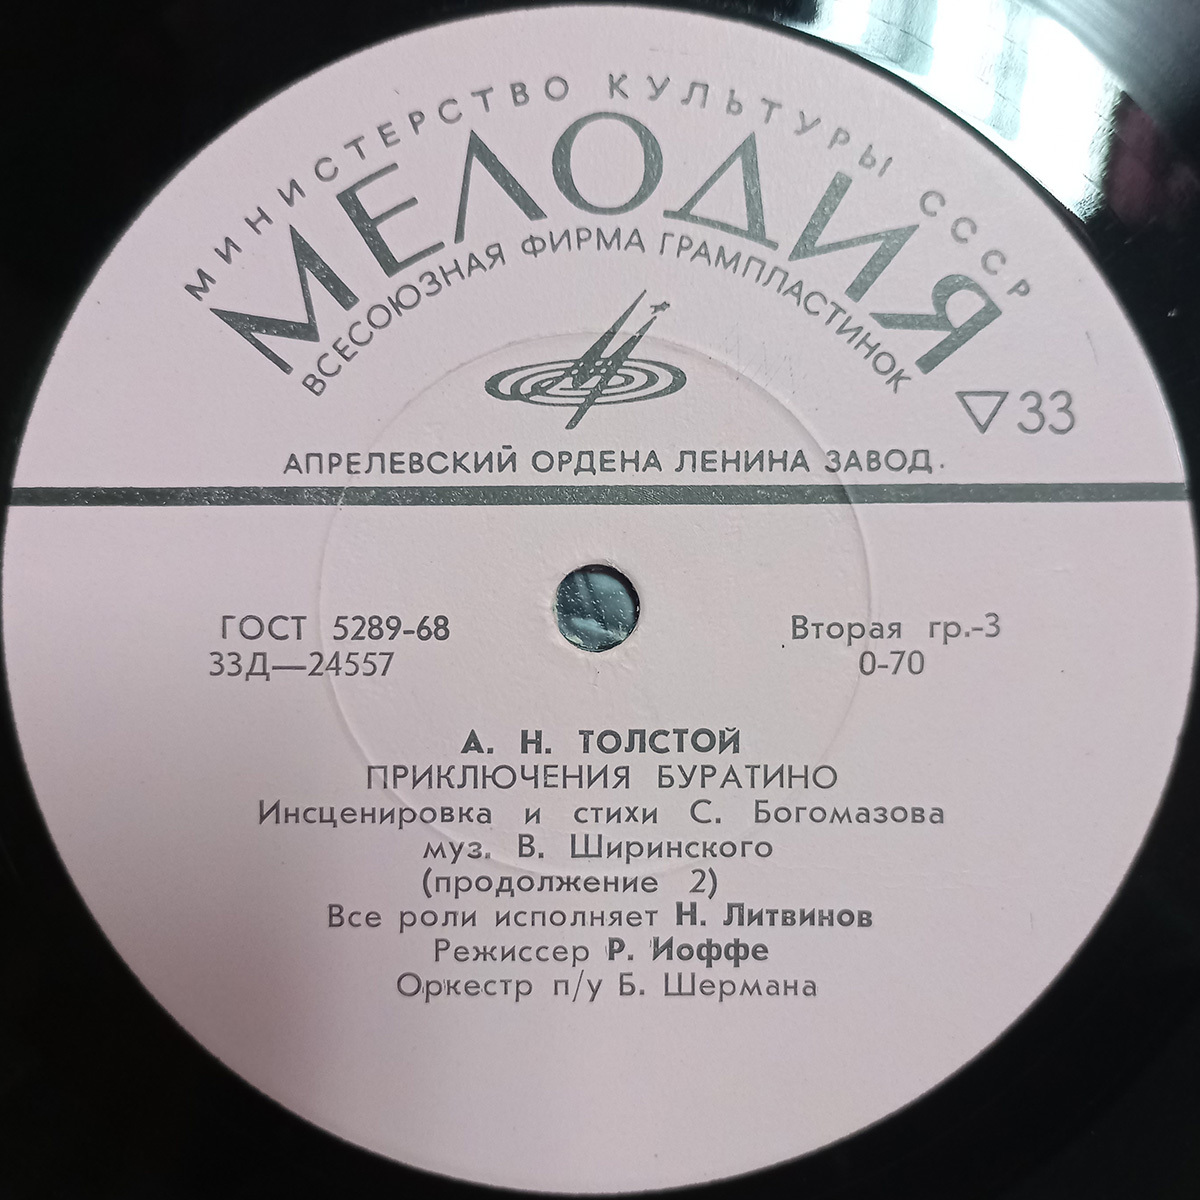 МИНИСТЕРСТВО КУЛЬТУРЫ СССР
МЕЛОДИЯ
ВСЕСОЮЗНАЯ ФИРМА ГРАМПЛАСТИНОК
▽33
АПРЕЛЕВСКИЙ ОРДЕНА ЛЕНИНА ЗАВОД.
ГОСТ 5289-68 Вторая гр.-3
33Д—24557 0-70
А. Н. ТОЛСТОЙ
ПРИКЛЮЧЕНИЯ БУРАТИНО
Инсценировка и стихи С. Богомазова
муз. В. Ширинского
(продолжение 2)
Все роли исполняет Н. Литвинов
Режиссер Р. Иоффе
Оркестр п/у Б. Шермана